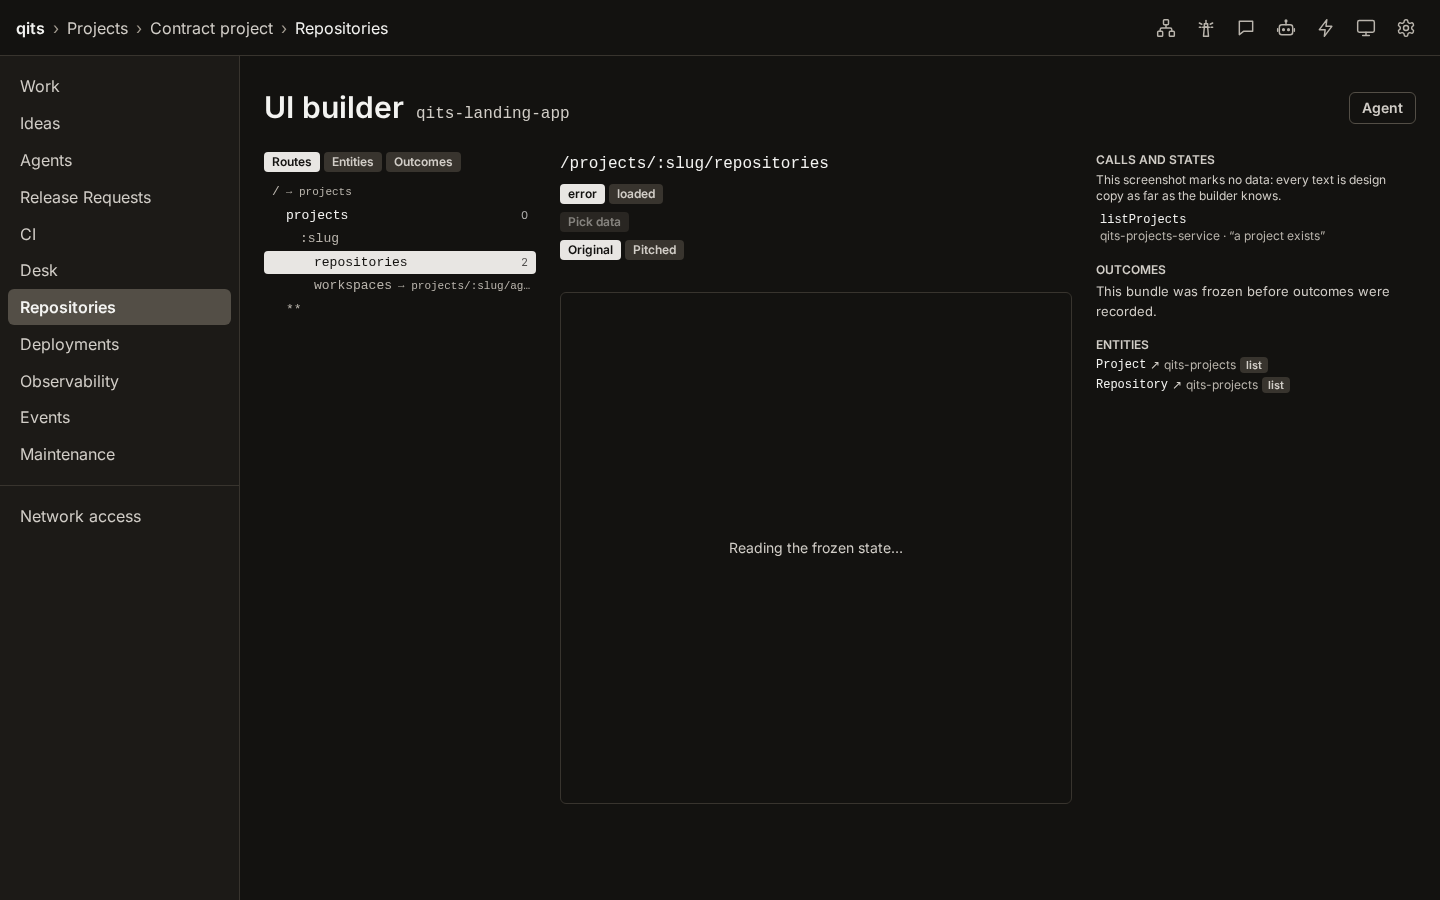 qits › Projects › Contract project › Repositories
Work
Ideas
Agents
Release Requests
CI
Desk
Repositories
Deployments
Observability
Events
Maintenance
Network access
UI builder qits-landing-app
Agent
Routes Entities Outcomes
/ → projects
projects 0
:slug
repositories 2
workspaces → projects/:slug/ag…
**
/projects/:slug/repositories
error loaded
Pick data
Original Pitched
Reading the frozen state...
CALLS AND STATES
This screenshot marks no data: every text is design
copy as far as the builder knows.
listProjects
qits-projects-service · “a project exists”
OUTCOMES
This bundle was frozen before outcomes were
recorded.
ENTITIES
Project ↗ qits-projects list
Repository ↗ qits-projects list